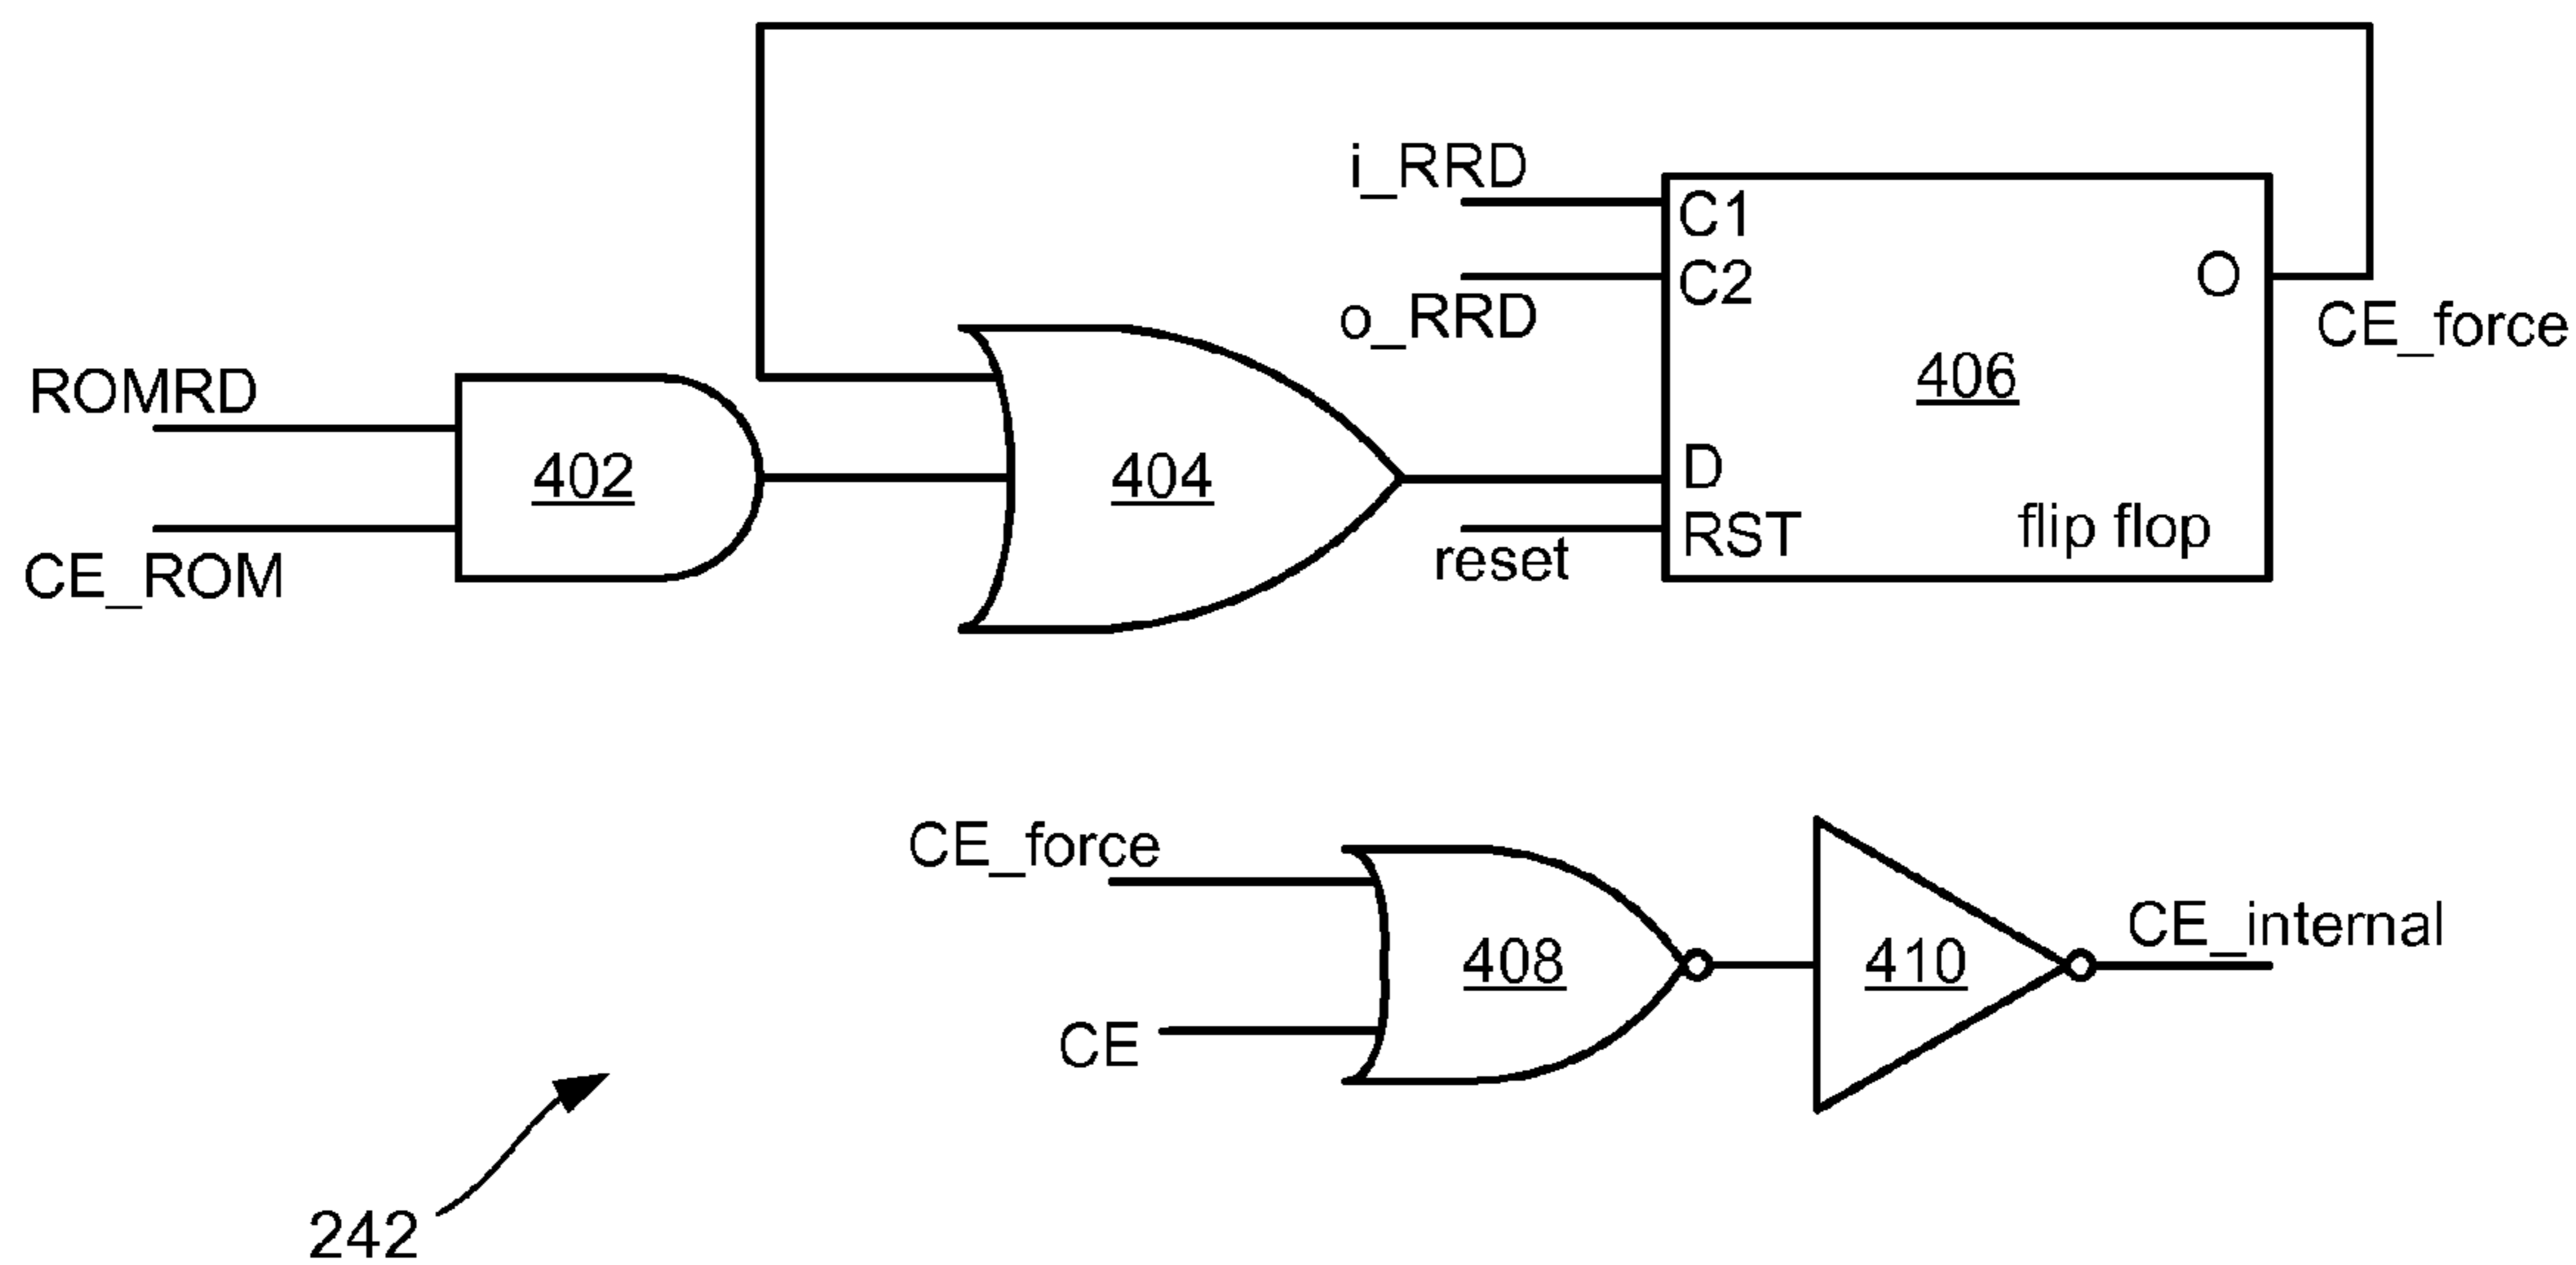 i_RRD
C1
C2
O
o_RRD
CE_force
ROMRD
406
402
404
D
CE_ROM
reset
RST
flip flop
CE_force
CE_internal
408
410
CE
242